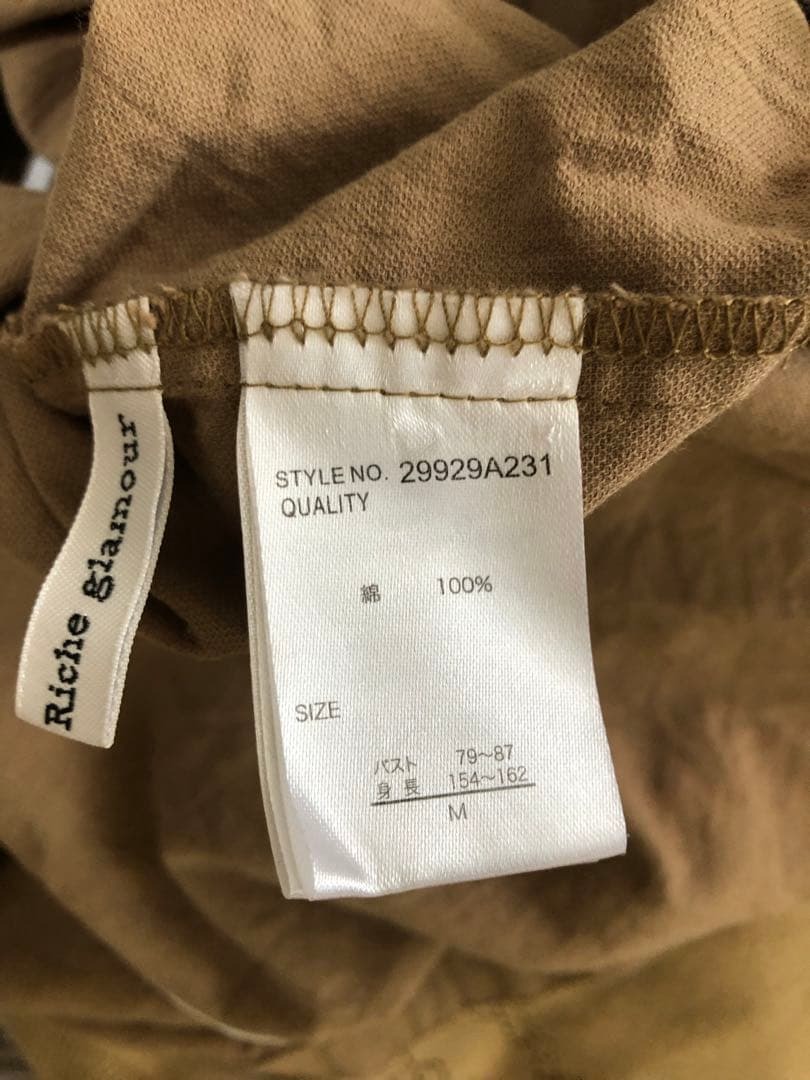 Riche glamour
STYLE NO. 29929A231
QUALITY
綿 100%
SIZE
バスト 79~87
身長 154~162
M